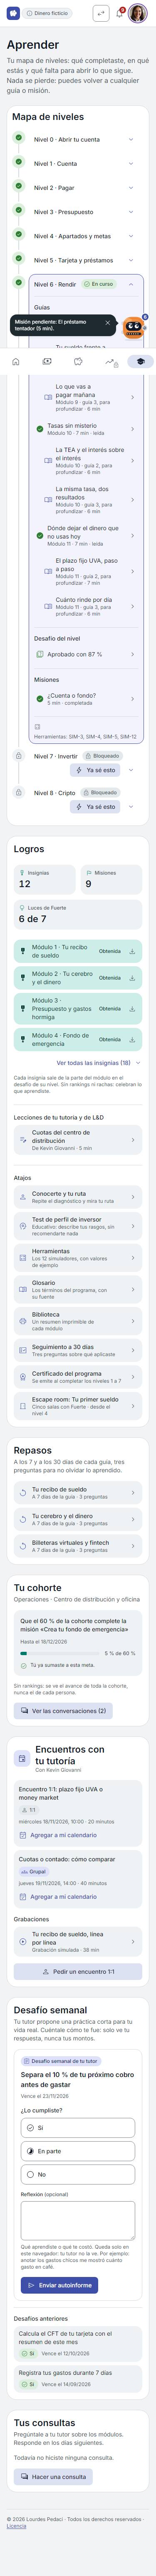 Dinero ficticio
8
Aprender
Tu mapa de niveles: qué completaste, en qué
estás y qué falta para abrir lo que sigue.
Nada se pierde: puedes volver a cualquier
guía o misión.
Mapa de niveles
Nivel 0 · Abrir tu cuenta
Nivel 1 · Cuenta
Nivel 2 · Pagar
Nivel 3 · Presupuesto
Nivel 4 · Apartados y metas
Nivel 5 · Tarjeta y préstamos
Nivel 6 · Rendir
En curso
Guías
Misión pendiente: El préstamo
tentador (5 min).
6
Lo que vas a
pagar mañana
Módulo 9 · guía 3, para
profundizar · 6 min
Tasas sin misterio
Módulo 10 · 7 min · leída
La TEA y el interés sobre
el interés
Módulo 10 · guía 2, para
profundizar · 6 min
La misma tasa, dos
resultados
Módulo 10 · guía 3, para
profundizar · 6 min
Dónde dejar el dinero que
no usas hoy
Módulo 11 · 7 min · leída
El plazo fijo UVA, paso
a paso
Módulo 11 · guía 2, para
profundizar · 7 min
Cuánto rinde por día
Módulo 11 · guía 3, para
profundizar · 6 min
Desafío del nivel
Aprobado con 87 %
Misiones
¿Cuenta o fondo?
5 min · completada
Herramientas: SIM-3, SIM-4, SIM-5, SIM-12
Nivel 7 · Invertir
Bloqueado
Ya sé esto
Nivel 8 · Cripto
Bloqueado
Ya sé esto
Logros
Insignias
12
Misiones
9
Luces de Fuerte
6 de 7
Módulo 1 · Tu recibo
de sueldo
Obtenida
Módulo 2 · Tu cerebro
y el dinero
Obtenida
Módulo 3 ·
Presupuesto y gastos
hormiga
Obtenida
Módulo 4 · Fondo de
emergencia
Obtenida
Ver todas las insignias (18)
Cada insignia sale de la parte del módulo en el
desafío de su nivel. Sin rankings ni rachas: celebrar lo
que aprendiste.
Lecciones de tu tutoría y de L&D
Cuotas del centro de
distribución
De Kevin Giovanni · 5 min
Atajos
Conocerte y tu ruta
Repite el diagnóstico y mira tu ruta
Test de perfil de inversor
Educativo: describe tus rasgos, sin
recomendarte nada
Herramientas
Los 12 simuladores, con valores
de ejemplo
Glosario
Los términos del programa, con
su fuente
Biblioteca
Un resumen imprimible de
cada módulo
Seguimiento a 30 días
Tres preguntas sobre qué aplicaste
Certificado del programa
Se emite al completar los niveles 1 a 7
Escape room: Tu primer sueldo
Cinco salas con Fuerte · desde el
nivel 4
Repasos
A los 7 y a los 30 días de cada guía, tres
preguntas para no olvidar lo aprendido.
Tu recibo de sueldo
A 7 días de la guía · 3 preguntas
Tu cerebro y el dinero
A 7 días de la guía · 3 preguntas
Billeteras virtuales y fintech
A 7 días de la guía · 3 preguntas
Tu cohorte
Operaciones · Centro de distribución y oficina
Que el 60 % de la cohorte complete la
misión «Crea tu fondo de emergencia»
Hasta el 18/12/2026
5 % de 60 %
Tú ya sumaste a esta meta.
Sin rankings: se ve el avance de toda la cohorte,
nunca el de cada persona.
Ver las conversaciones (2)
Encuentros con
tu tutoría
Con Kevin Giovanni
Encuentro 1:1: plazo fijo UVA o
money market
1:1
miércoles 18/11/2026, 10:00 · 20 minutos
Agregar a mi calendario
Cuotas o contado: cómo comparar
Grupal
jueves 19/11/2026, 14:00 · 40 minutos
Agregar a mi calendario
Grabaciones
Tu recibo de sueldo, línea
por línea
Grabación simulada · 38 min
Pedir un encuentro 1:1
Desafío semanal
Tu tutor propone una práctica corta para tu
vida real. Cuéntale cómo te fue: solo ve tu
respuesta, nunca tus montos.
Desafío semanal de tu tutor
Separa el 10 % de tu próximo cobro
antes de gastar
Vence el 23/11/2026
¿Lo cumpliste?
Sí
En parte
No
Reflexión (opcional)
Qué aprendiste o qué te costó. Queda solo en
este navegador: tu tutor no la ve. Por ejemplo:
anotar los gastos chicos me mostró cuánto
gasto en café.
Enviar autoinforme
Desafíos anteriores
Calcula el CFT de tu tarjeta con el
resumen de este mes
Sí
Vence el 12/10/2026
Registra tus gastos durante 7 días
Sí
Vence el 14/09/2026
Tus consultas
Pregúntale a tu tutor sobre los módulos.
Responde en los días siguientes.
Todavía no hiciste ninguna consulta.
Hacer una consulta
© 2026 Lourdes Pedaci · Todos los derechos reservados ·
Licencia